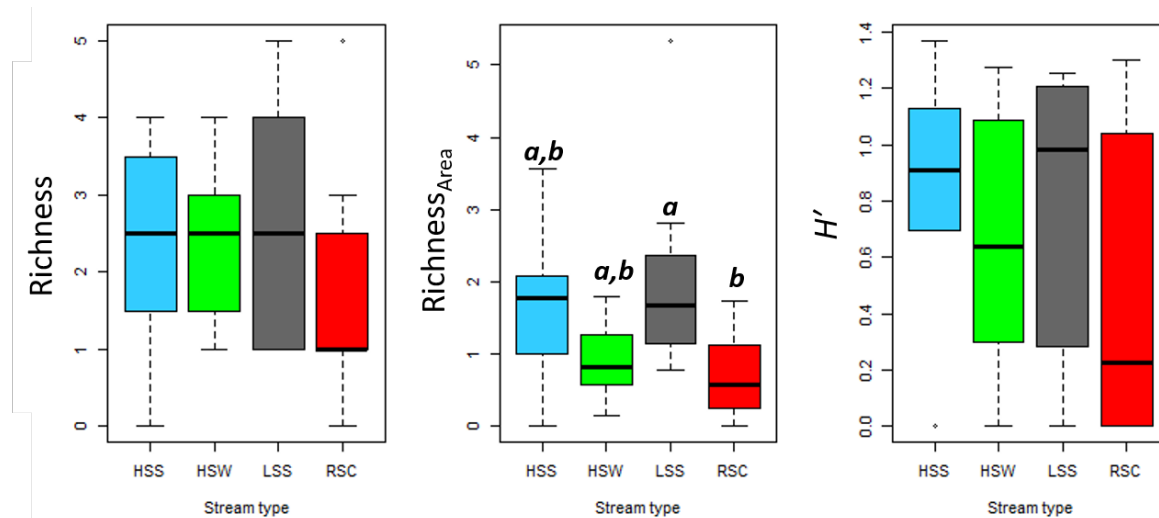 Richness
5
4
3
2
1
0
HSS HSW LSS RSC
Stream type
Richness Area
5
4
3
2
1
0
a,b
a,b
a
b
HSS HSW LSS RSC
Stream type
H'
1.4
1.2
1.0
0.8
0.6
0.4
0.2
0.0
HSS HSW LSS RSC
Stream type